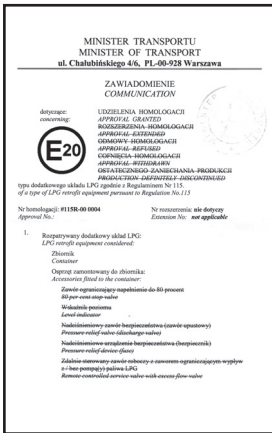 MINISTER TRANSPORTU
MINISTER OF TRANSPORT
ul. Chałubińskiego 4/6, PL-00-928 Warszawa
ZAWIADOMIENIE
COMMUNICATION
dotyczące: UDZIELENIA HOMOLOGACJI
concerning: APPROVAL GRANTED
ROZSZERZENIA HOMOLOGACJI
APPROVAL EXTENDED
ODMOWY HOMOLOGACJI
APPROVAL REFUSED
COFNIĘCIA HOMOLOGACJI
APPROVAL WITHDRAWN
OSTATECZNEGO ZANIECHANIA PRODUKCJI
PRODUCTION DEFINITELY DISCONTINUED
E20
typu dodatkowego układu LPG zgodnie z Regulaminem Nr 115.
of a type of LPG retrofit equipment pursuant to Regulation No.115
Nr homologacji: #115R-00 0004 Nr rozszerzenia: nie dotyczy
Approval No.: Extension No: not applicable
1. Rozpatrywany dodatkowy układ LPG:
LPG retrofit equipment considered:
Zbiornik
Container
Osprzęt zamontowany do zbiornika:
Accessories fitted to the container:
Zawór ograniczający napełnienie do 80 procent
80 per cent stop valve
Wskaźnik poziomu
Level indicator
Nadciśnieniowy zawór bezpieczeństwa (zawór upustowy)
Pressure relief valve (discharge valve)
Nadciśnieniowe urządzenie bezpieczeństwa (bezpiecznik)
Pressure relief device (fuse)
Zdalnie sterowany zawór roboczy z zaworem ograniczającym wypływ
z / bez pompą(y) paliwa LPG
Remote controlled service valve with excess flow valve